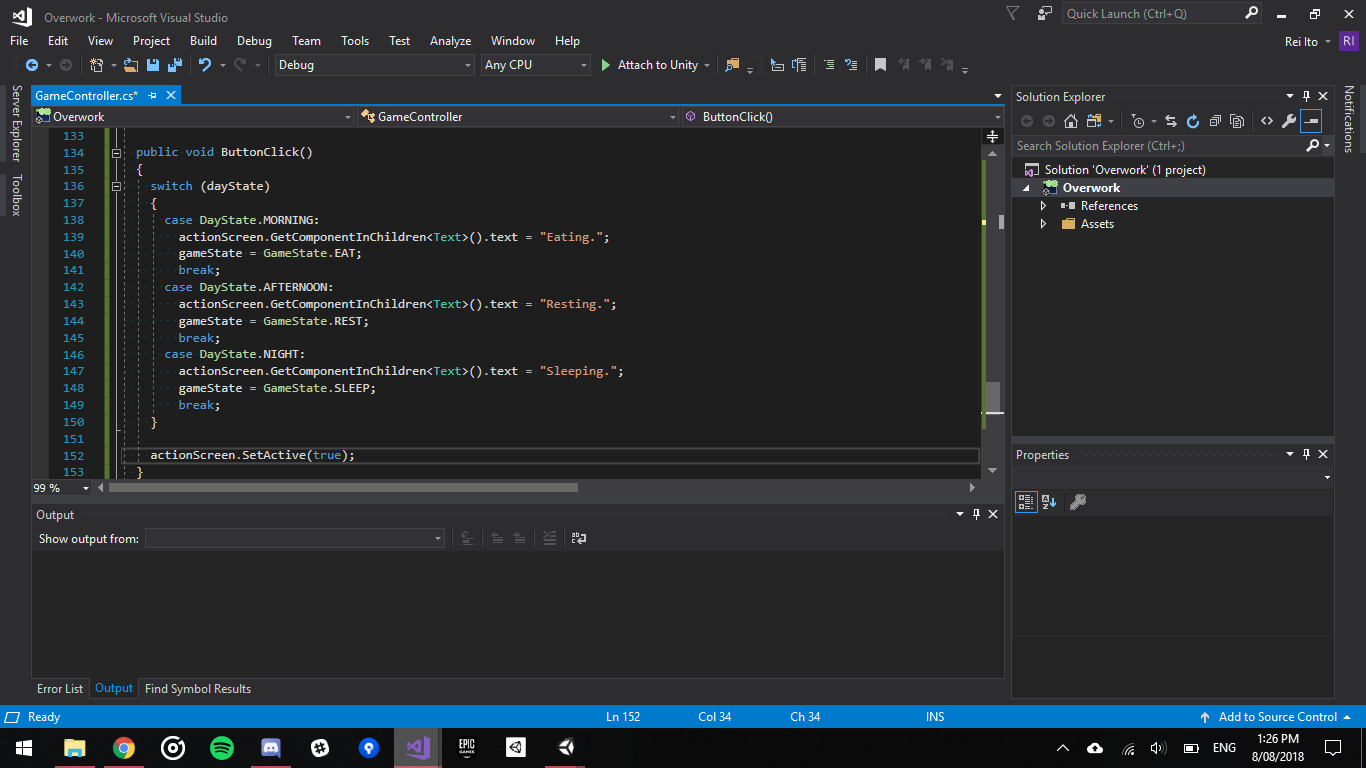 Overwork - Microsoft Visual Studio
Quick Launch (Ctrl+Q)
File Edit View Project Build Debug Team Tools Test Analyze Window Help
Rei Ito RI
Debug Any CPU Attach to Unity
Server Explorer
Toolbox
GameController.cs*
Overwork GameController ButtonClick()
133
134 public void ButtonClick()
135 {
136 switch (dayState)
137 {
138 case DayState.MORNING:
139 actionScreen.GetComponentInChildren<Text>().text = "Eating.";
140 gameState = GameState.EAT;
141 break;
142 case DayState.AFTERNOON:
143 actionScreen.GetComponentInChildren<Text>().text = "Resting.";
144 gameState = GameState.REST;
145 break;
146 case DayState.NIGHT:
147 actionScreen.GetComponentInChildren<Text>().text = "Sleeping.";
148 gameState = GameState.SLEEP;
149 break;
150 }
151
152 actionScreen.SetActive(true);
153 }
99 %
Output
Show output from:
Error List Output Find Symbol Results
Solution Explorer
Search Solution Explorer (Ctrl+;)
Solution 'Overwork' (1 project)
Overwork
References
Assets
Properties
Notifications
Ready Ln 152 Col 34 Ch 34 INS Add to Source Control
EPIC GAMES
ENG
1:26 PM
8/08/2018